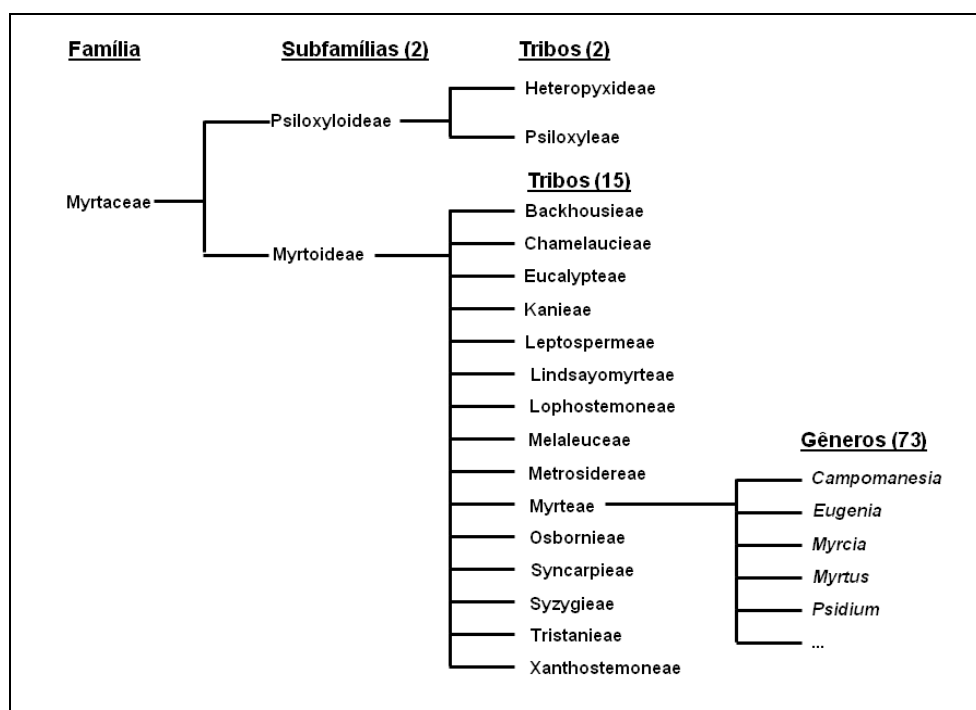 Família Subfamílias (2) Tribos (2)
Heteropyxideae
Psiloxyloideae
Psiloxyleae
Tribos (15)
Myrtaceae
Backhousieae
Chamelaucieae
Myrtoideae
Eucalypteae
Kanieae
Leptospermeae
Lindsayomyrteae
Lophostemoneae
Melaleuceae
Metrosidereae
Myrteae
Osbornieae
Syncarpieae
Syzygieae
Tristanieae
Xanthostemoneae
Gêneros (73)
Campomanesia
Eugenia
Myrcia
Myrtus
Psidium
...